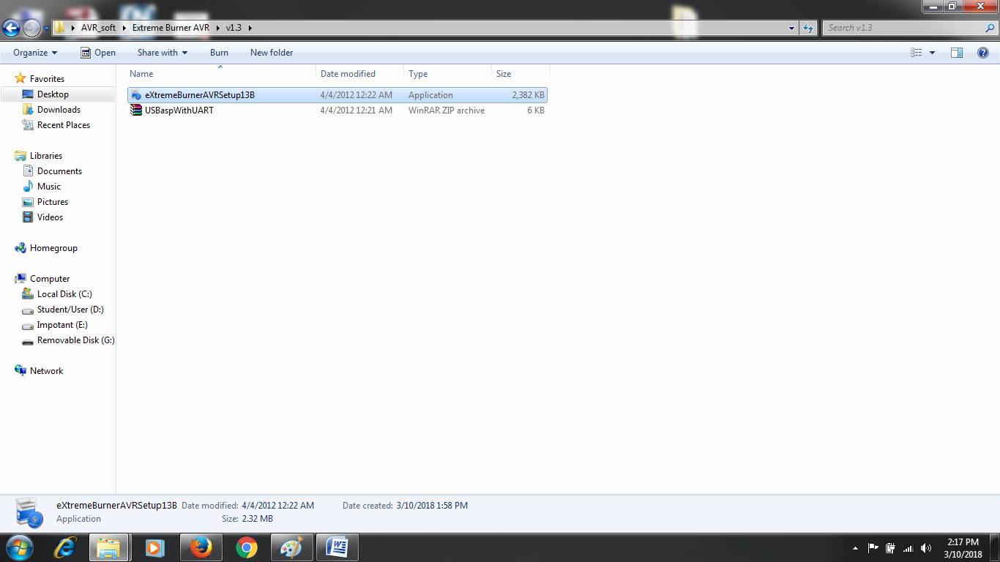 AVR_soft Extreme Burner AVR v1.3 Search v1.3
Organize Open Share with Burn New folder
Name Date modified Type Size
eXtremeBurnerAVRSetup13B 4/4/2012 12:22 AM Application 2,382 KB
USBaspWithUART 4/4/2012 12:21 AM WinRAR ZIP archive 6 KB
Favorites
Desktop
Downloads
Recent Places
Libraries
Documents
Music
Pictures
Videos
Homegroup
Computer
Local Disk (C:)
Student/User (D:)
Impotant (E:)
Removable Disk (G:)
Network
eXtremeBurnerAVRSetup13B Date modified: 4/4/2012 12:22 AM Date created: 3/10/2018 1:58 PM
Application Size: 2.32 MB
2:17 PM
3/10/2018